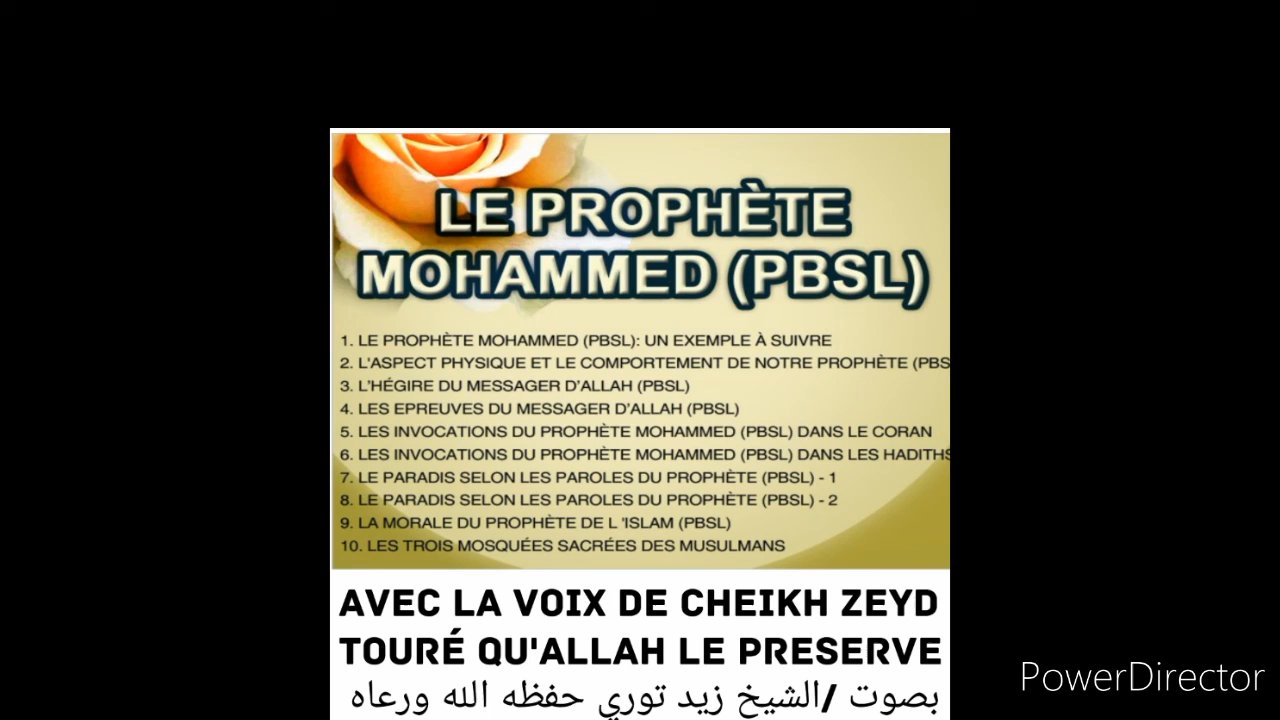 LE PROPHÈTE
MOHAMMED (PBSL)
1. LE PROPHÈTE MOHAMMED (PBSL): UN EXEMPLE À SUIVRE
2. L'ASPECT PHYSIQUE ET LE COMPORTEMENT DE NOTRE PROPHÈTE (PBS
3. L'HÉGIRE DU MESSAGER D'ALLAH (PBSL)
4. LES EPREUVES DU MESSAGER D'ALLAH (PBSL)
5. LES INVOCATIONS DU PROPHÈTE MOHAMMED (PBSL) DANS LE CORAN
6. LES INVOCATIONS DU PROPHÈTE MOHAMMED (PBSL) DANS LES HADITHS
7. LE PARADIS SELON LES PAROLES DU PROPHÈTE (PBSL) - 1
8. LE PARADIS SELON LES PAROLES DU PROPHÈTE (PBSL) - 2
9. LA MORALE DU PROPHÈTE DE L 'ISLAM (PBSL)
10. LES TROIS MOSQUÉES SACRÉES DES MUSULMANS
AVEC LA VOIX DE CHEIKH ZEYD
TOURÉ QU'ALLAH LE PRESERVE
بصوت /الشيخ زيد توري حفظه الله ورعاه
PowerDirector